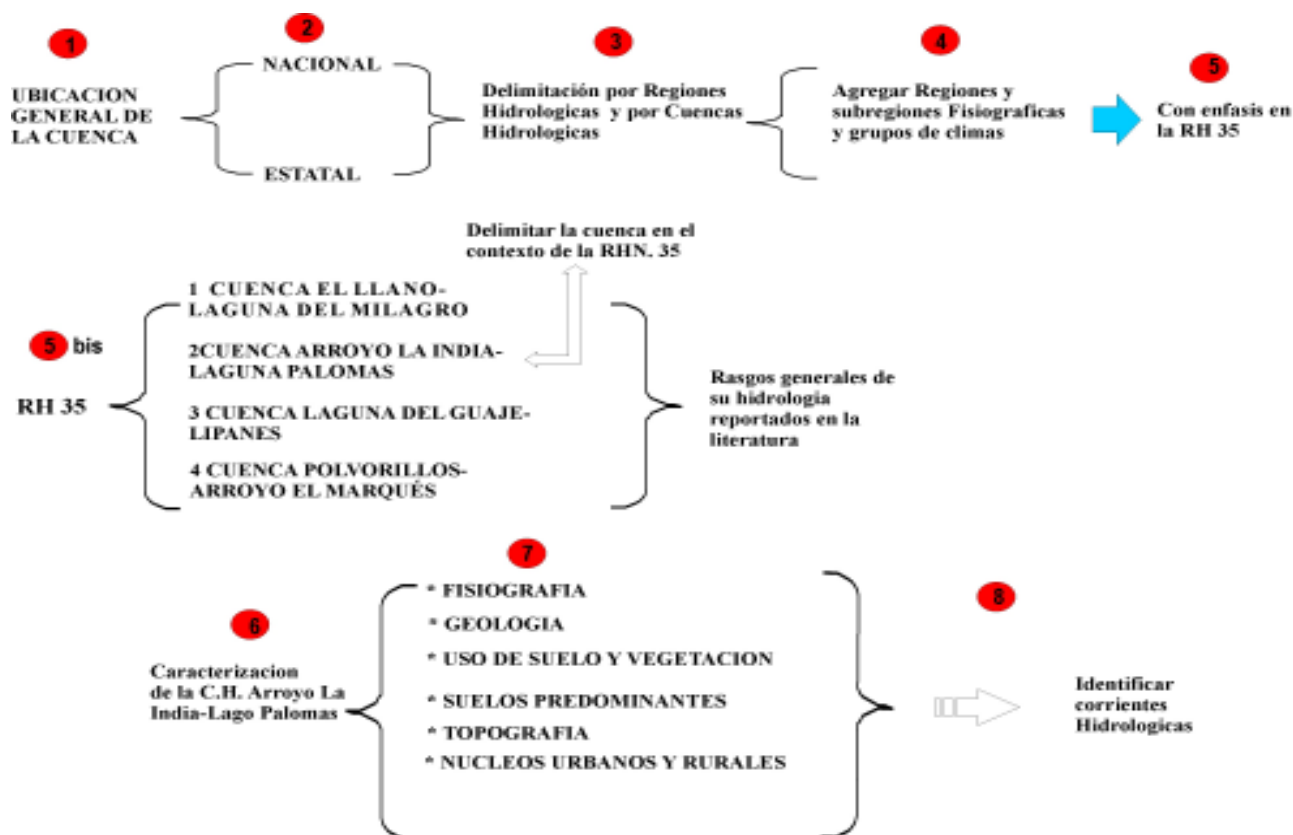 1
UBICACION
GENERAL DE
LA CUENCA
2
NACIONAL
ESTATAL
3
Delimitación por Regiones
Hidrologicas y por Cuencas
Hidrologicas
4
Agregar Regiones y
subregiones Fisiograficas
y grupos de climas
5
Con enfasis en
la RH 35
Delimitar la cuenca en el
contexto de la RHN. 35
5 bis
RH 35
1 CUENCA EL LLANO-
LAGUNA DEL MILAGRO
2CUENCA ARROYO LA INDIA-
LAGUNA PALOMAS
3 CUENCA LAGUNA DEL GUAJE-
LIPANES
4 CUENCA POLVORILLOS-
ARROYO EL MARQUÉS
Rasgos generales de
su hidrologia
reportados en la
literatura
6
Caracterizacion
de la C.H. Arroyo La
India-Lago Palomas
7
* FISIOGRAFIA
* GEOLOGIA
* USO DE SUELO Y VEGETACION
* SUELOS PREDOMINANTES
* TOPOGRAFIA
* NUCLEOS URBANOS Y RURALES
8
Identificar
corrientes
Hidrologicas